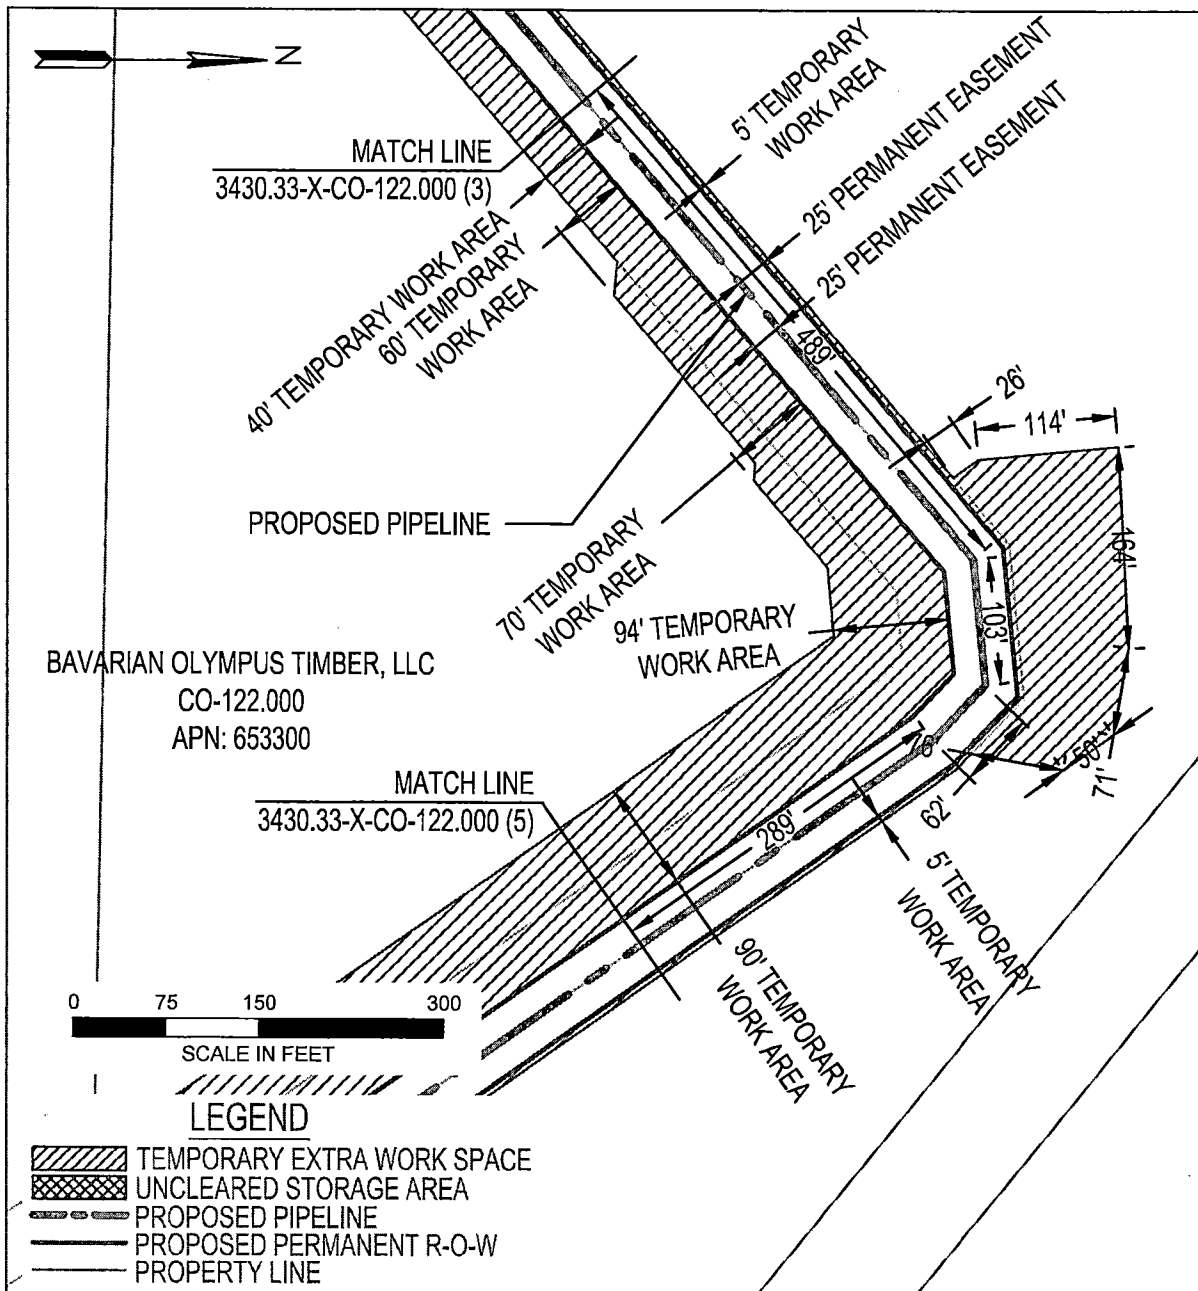 N
5' TEMPORARY
WORK AREA
25' PERMANENT EASEMENT
25' PERMANENT EASEMENT
MATCH LINE
3430.33-X-CO-122.000 (3)
40' TEMPORARY WORK AREA
60' TEMPORARY
WORK AREA
489'
26'
114'
PROPOSED PIPELINE
164'
70' TEMPORARY
WORK AREA
94' TEMPORARY
WORK AREA
103'
BAVARIAN OLYMPUS TIMBER, LLC
CO-122.000
APN: 653300
76'
50'
71'
62'
MATCH LINE
3430.33-X-CO-122.000 (5)
289'
5' TEMPORARY
WORK AREA
90' TEMPORARY
WORK AREA
0 75 150 300
SCALE IN FEET
LEGEND
TEMPORARY EXTRA WORK SPACE
UNCLEARED STORAGE AREA
PROPOSED PIPELINE
PROPOSED PERMANENT R-O-W
PROPERTY LINE